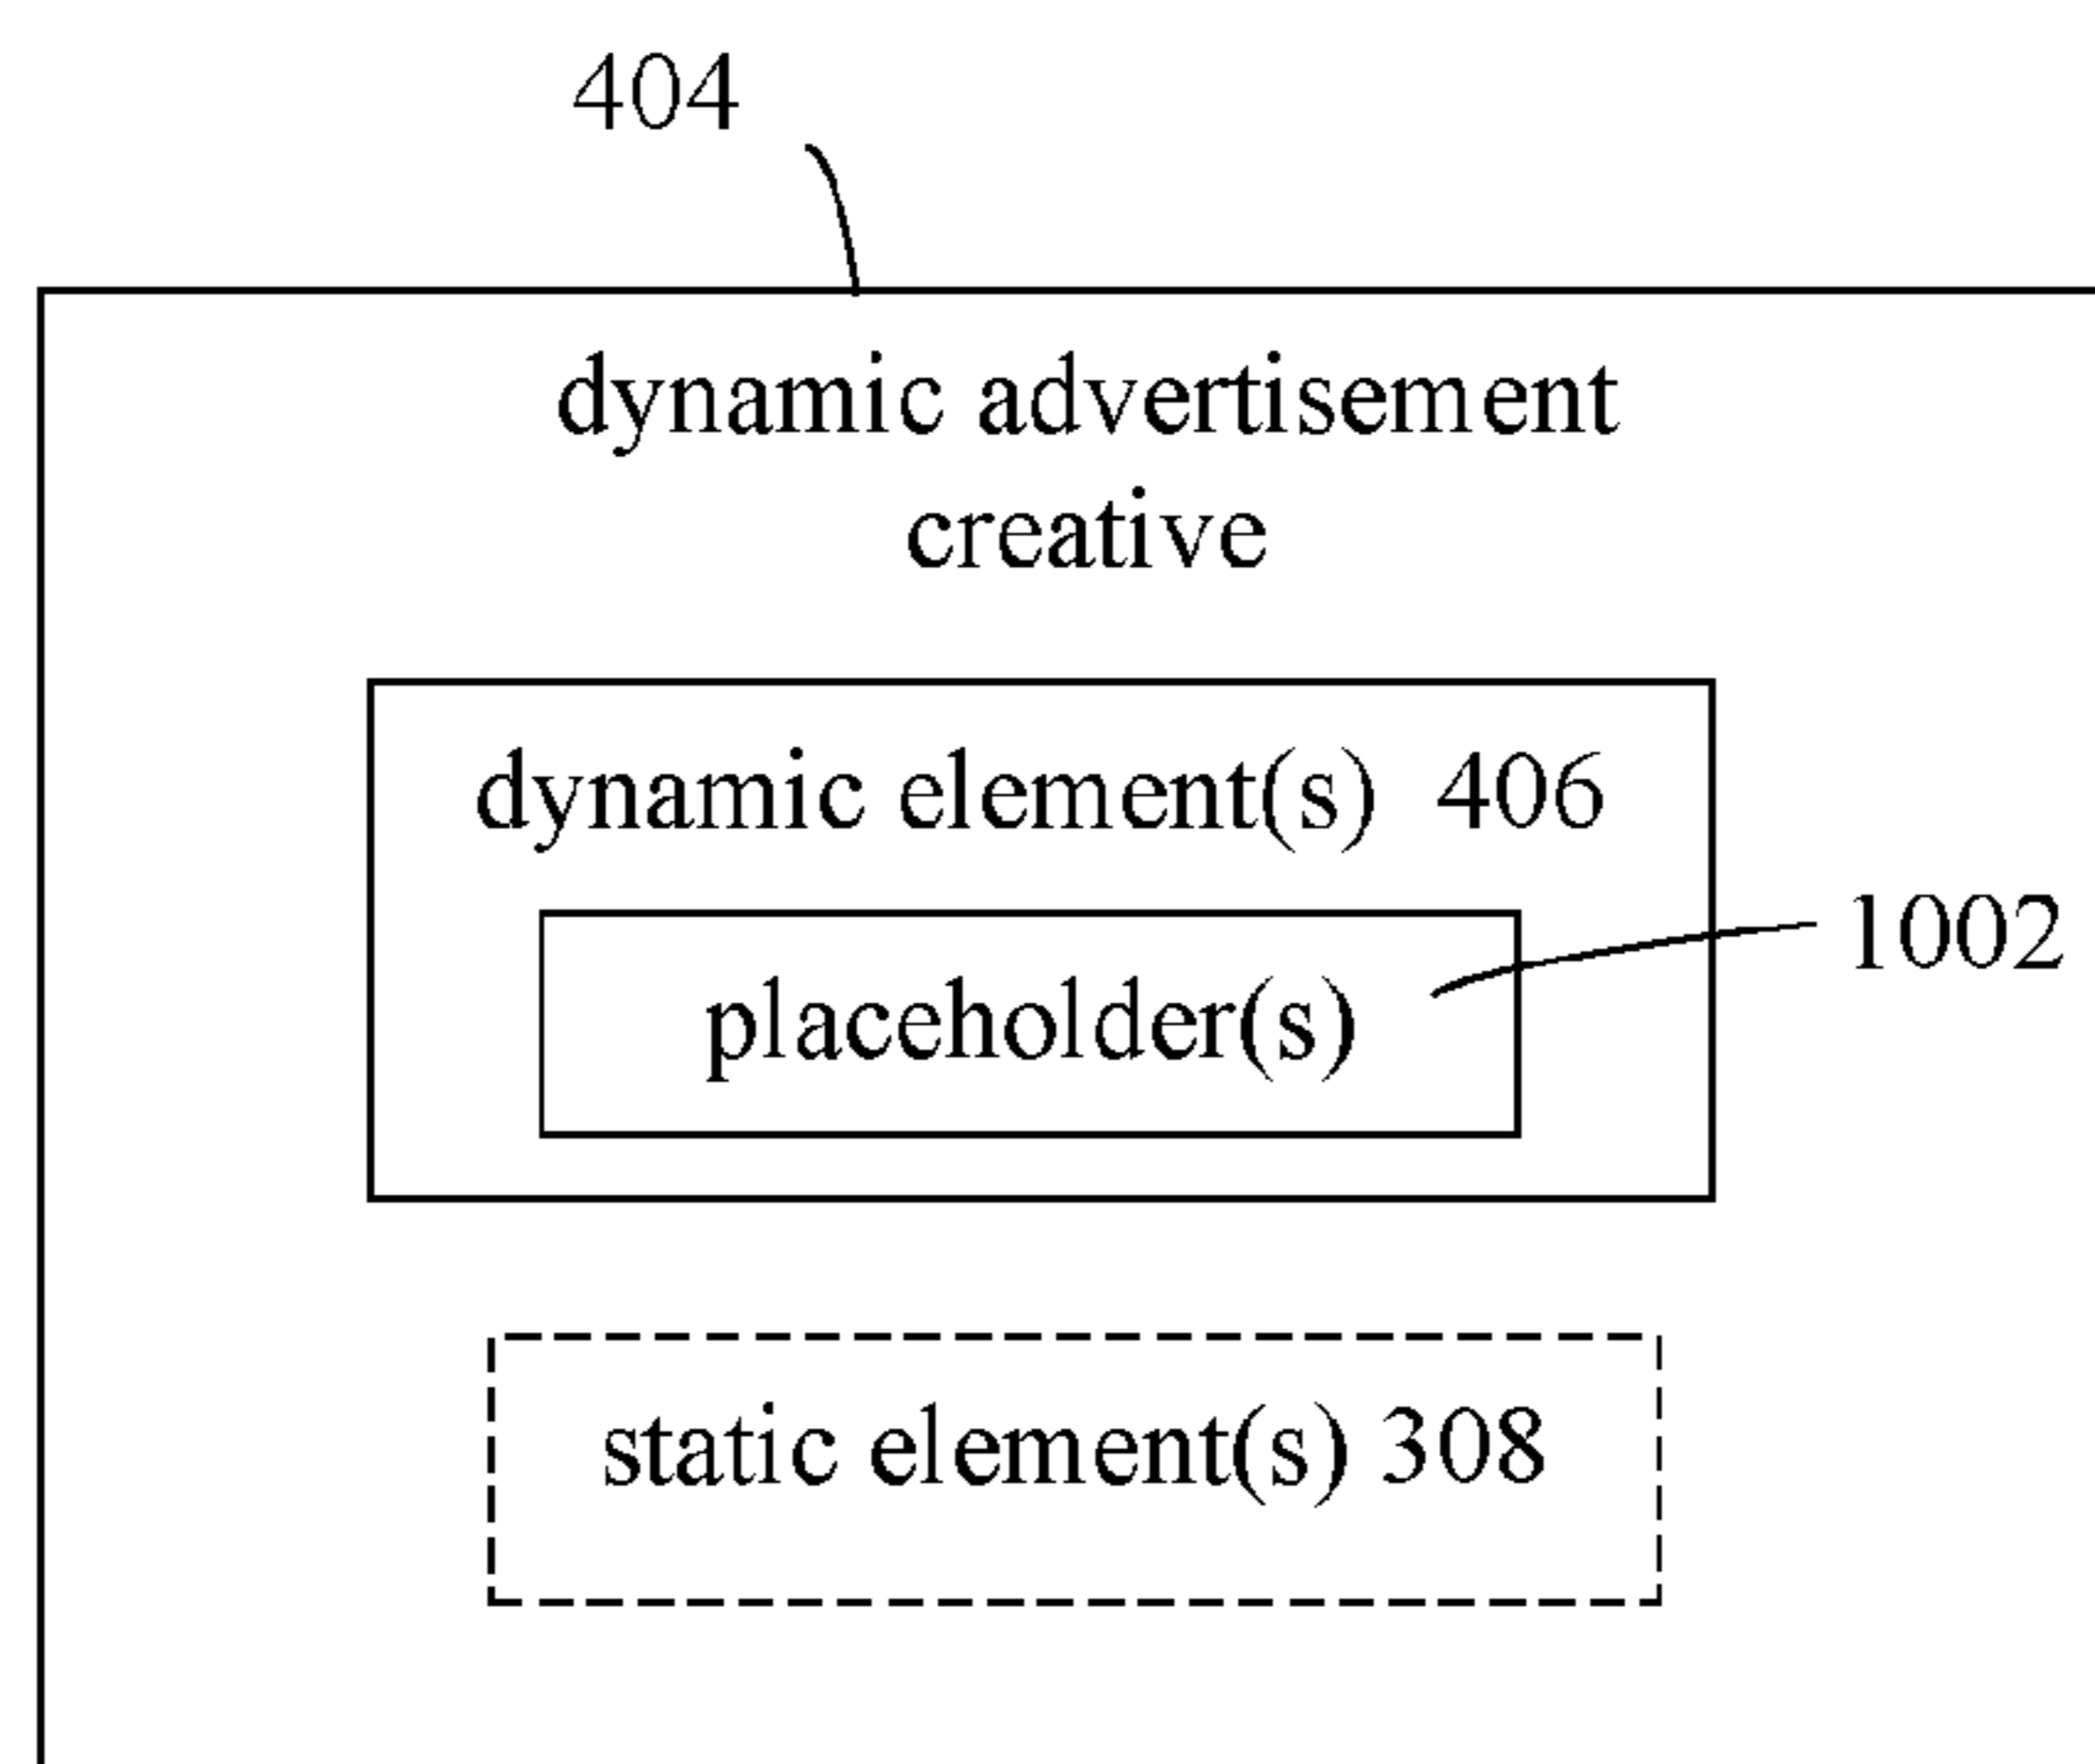 404
dynamic advertisement
creative
dynamic element(s) 406
1002
placeholder(s)
static element(s) 308